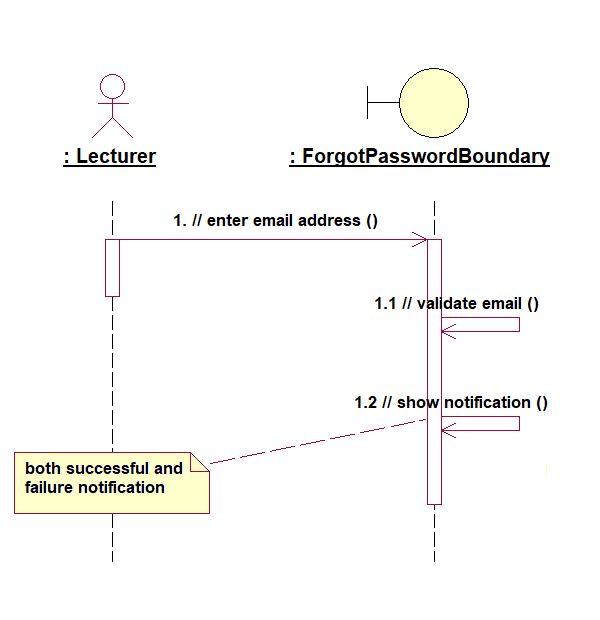 : Lecturer
: ForgotPasswordBoundary
1. // enter email address ()
1.1 // validate email ()
1.2 // show notification ()
both successful and
failure notification